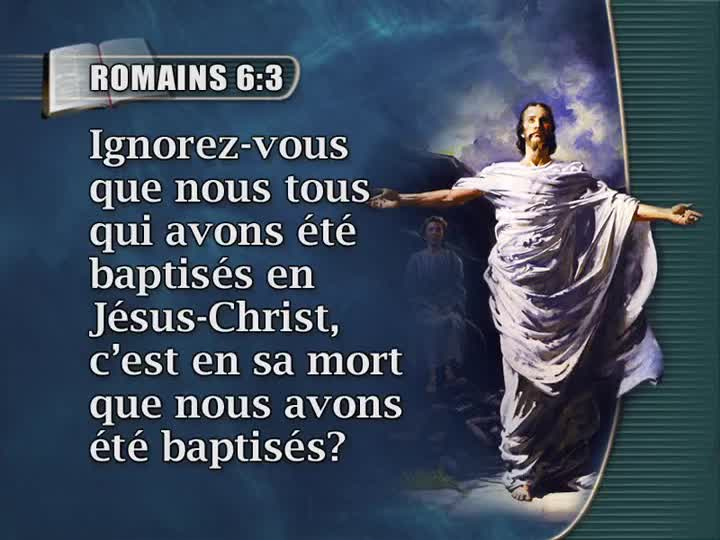 ROMAINS 6:3
Ignorez-vous
que nous tous
qui avons été
baptisés en
Jésus-Christ,
c’est en sa mort
que nous avons
été baptisés?